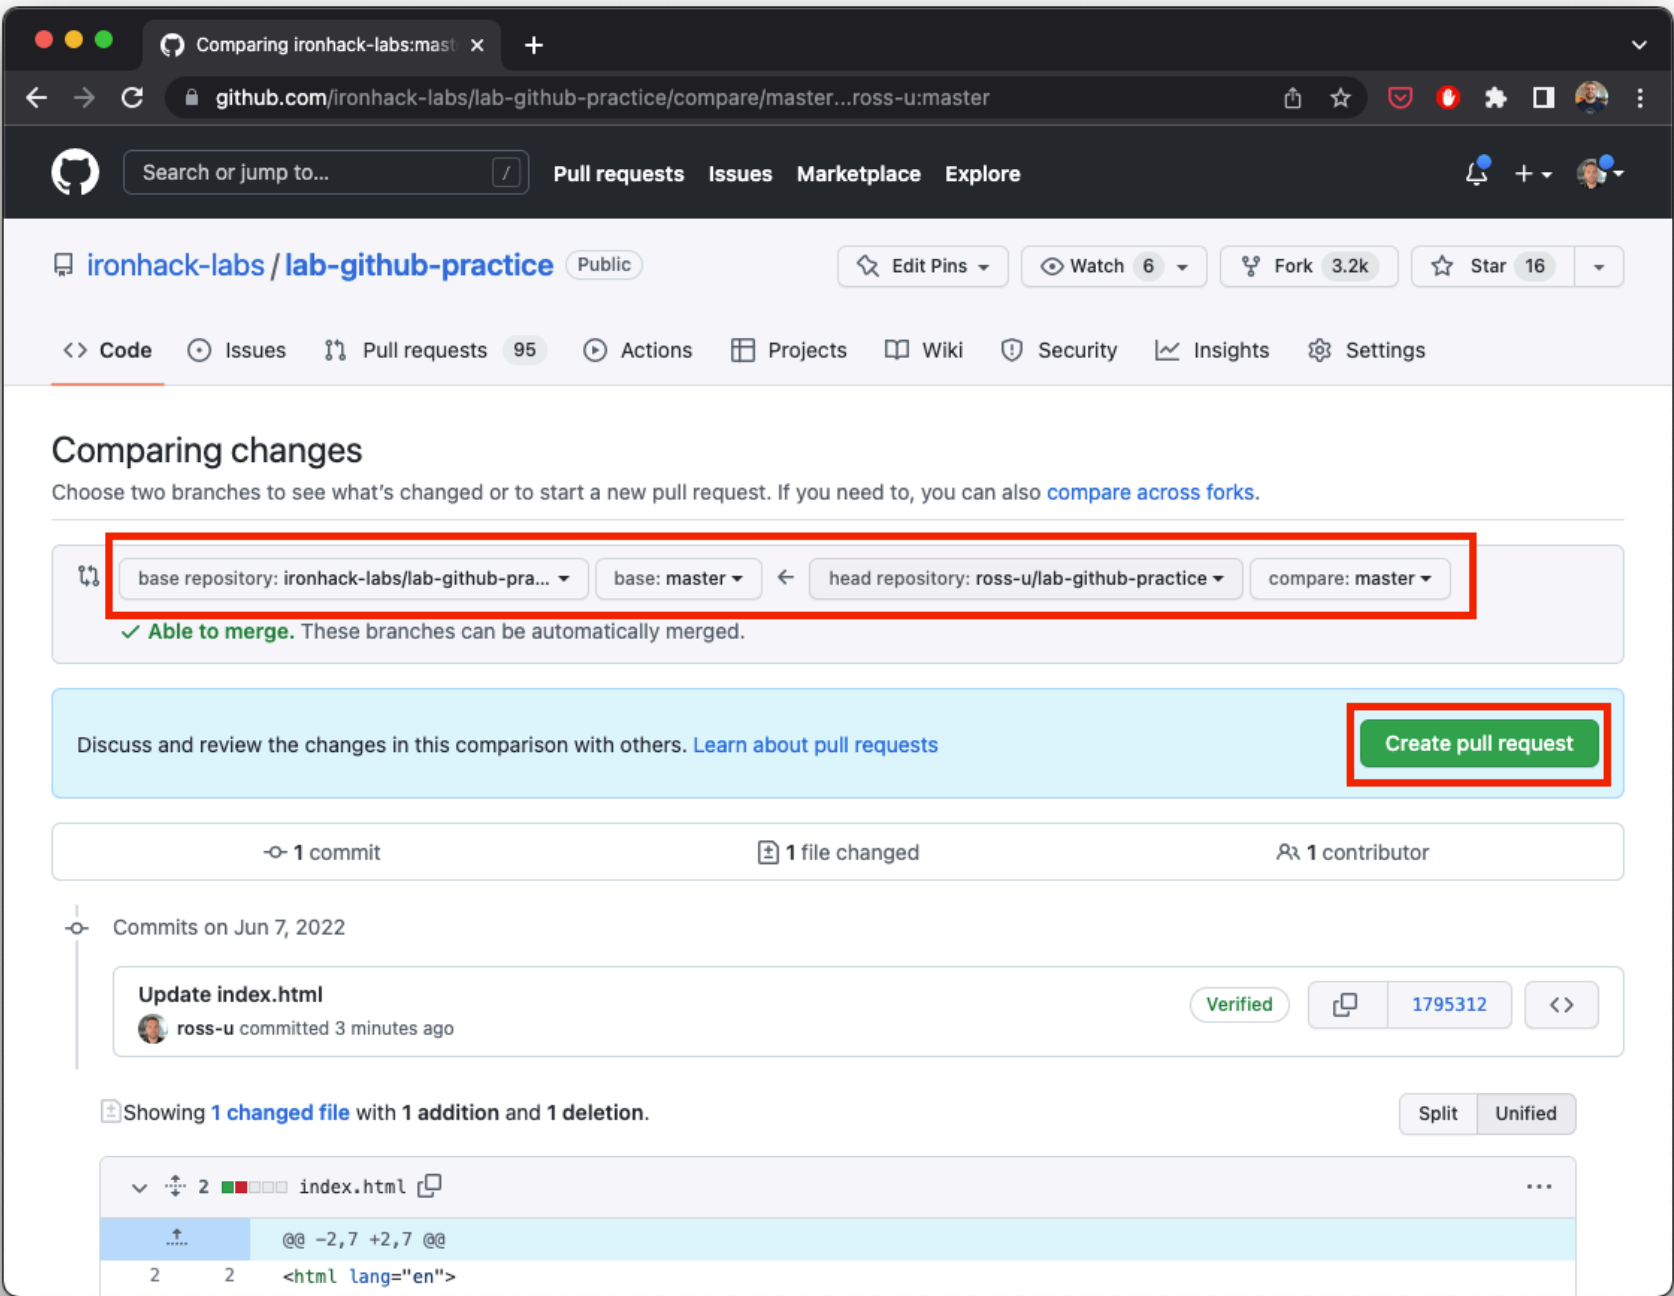 Comparing ironhack-labs:mast
github.com/ironhack-labs/lab-github-practice/compare/master...ross-u:master
Search or jump to... / Pull requests Issues Marketplace Explore
ironhack-labs / lab-github-practice Public Edit Pins Watch 6 Fork 3.2k Star 16
Code Issues Pull requests 95 Actions Projects Wiki Security Insights Settings
Comparing changes
Choose two branches to see what's changed or to start a new pull request. If you need to, you can also compare across forks.
base repository: ironhack-labs/lab-github-pra... base: master ← head repository: ross-u/lab-github-practice compare: master
✓ Able to merge. These branches can be automatically merged.
Discuss and review the changes in this comparison with others. Learn about pull requests Create pull request
1 commit 1 file changed 1 contributor
Commits on Jun 7, 2022
Update index.html
ross-u committed 3 minutes ago
Verified 1795312 <>
Showing 1 changed file with 1 addition and 1 deletion. Split Unified
2 index.html ...
@@ -2,7 +2,7 @@
2 2 <html lang="en">